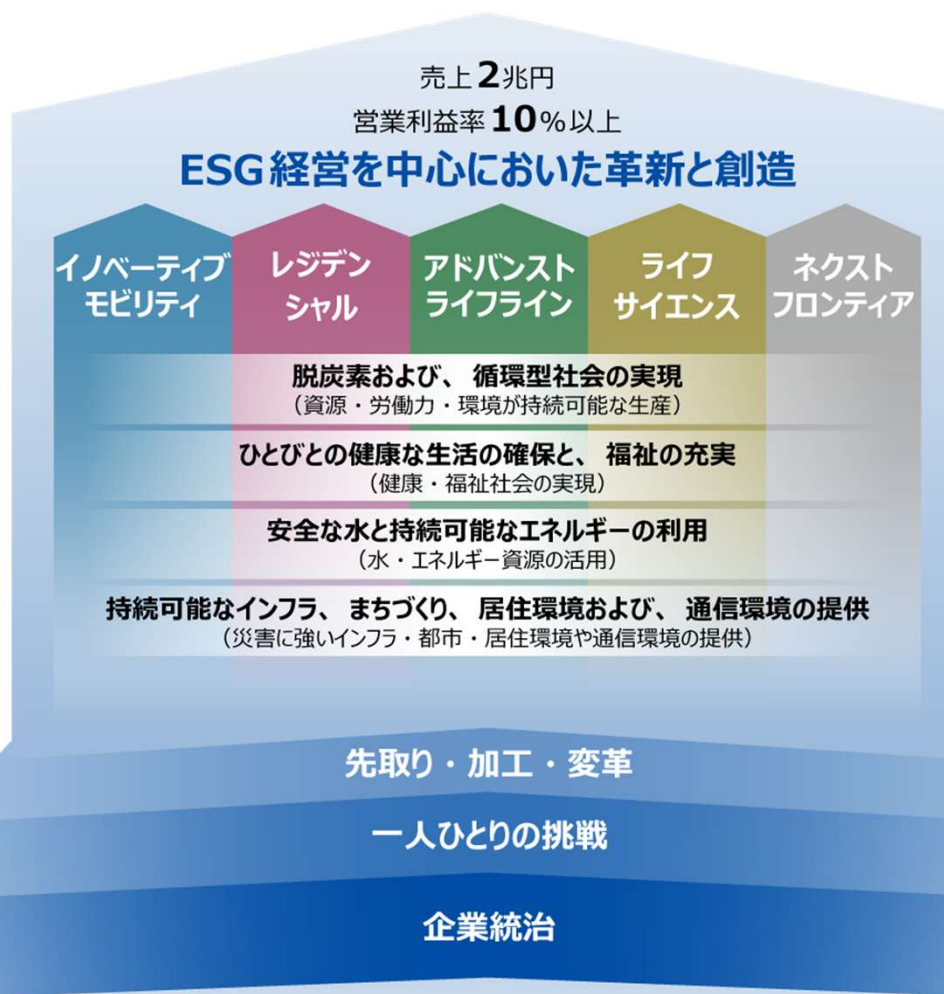 売上2兆円
営業利益率10%以上
ESG経営を中心においた革新と創造
イノベーティブ
モビリティ
レジデン
シャル
アドバンスト
ライフライン
ライフ
サイエンス
ネクスト
フロンティア
脱炭素および、循環型社会の実現
(資源・労働力・環境が持続可能な生産)
ひとびとの健康な生活の確保と、福祉の充実
(健康・福祉社会の実現)
安全な水と持続可能なエネルギーの利用
(水・エネルギー資源の活用)
持続可能なインフラ、まちづくり、居住環境および、通信環境の提供
(災害に強いインフラ・都市・居住環境や通信環境の提供)
先取り・加工・変革
一人ひとりの挑戦
企業統治